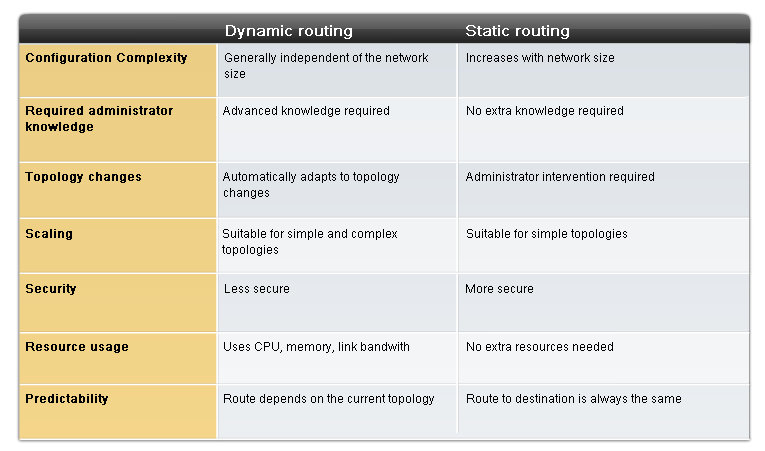 Dynamic routing Static routing
Configuration Complexity Generally independent of the network Increases with network size
size
Required administrator Advanced knowledge required No extra knowledge required
knowledge
Topology changes Automatically adapts to topology Administrator intervention required
changes
Scaling Suitable for simple and complex Suitable for simple topologies
topologies
Security Less secure More secure
Resource usage Uses CPU, memory, link bandwith No extra resources needed
Predictability Route depends on the current topology Route to destination is always the same